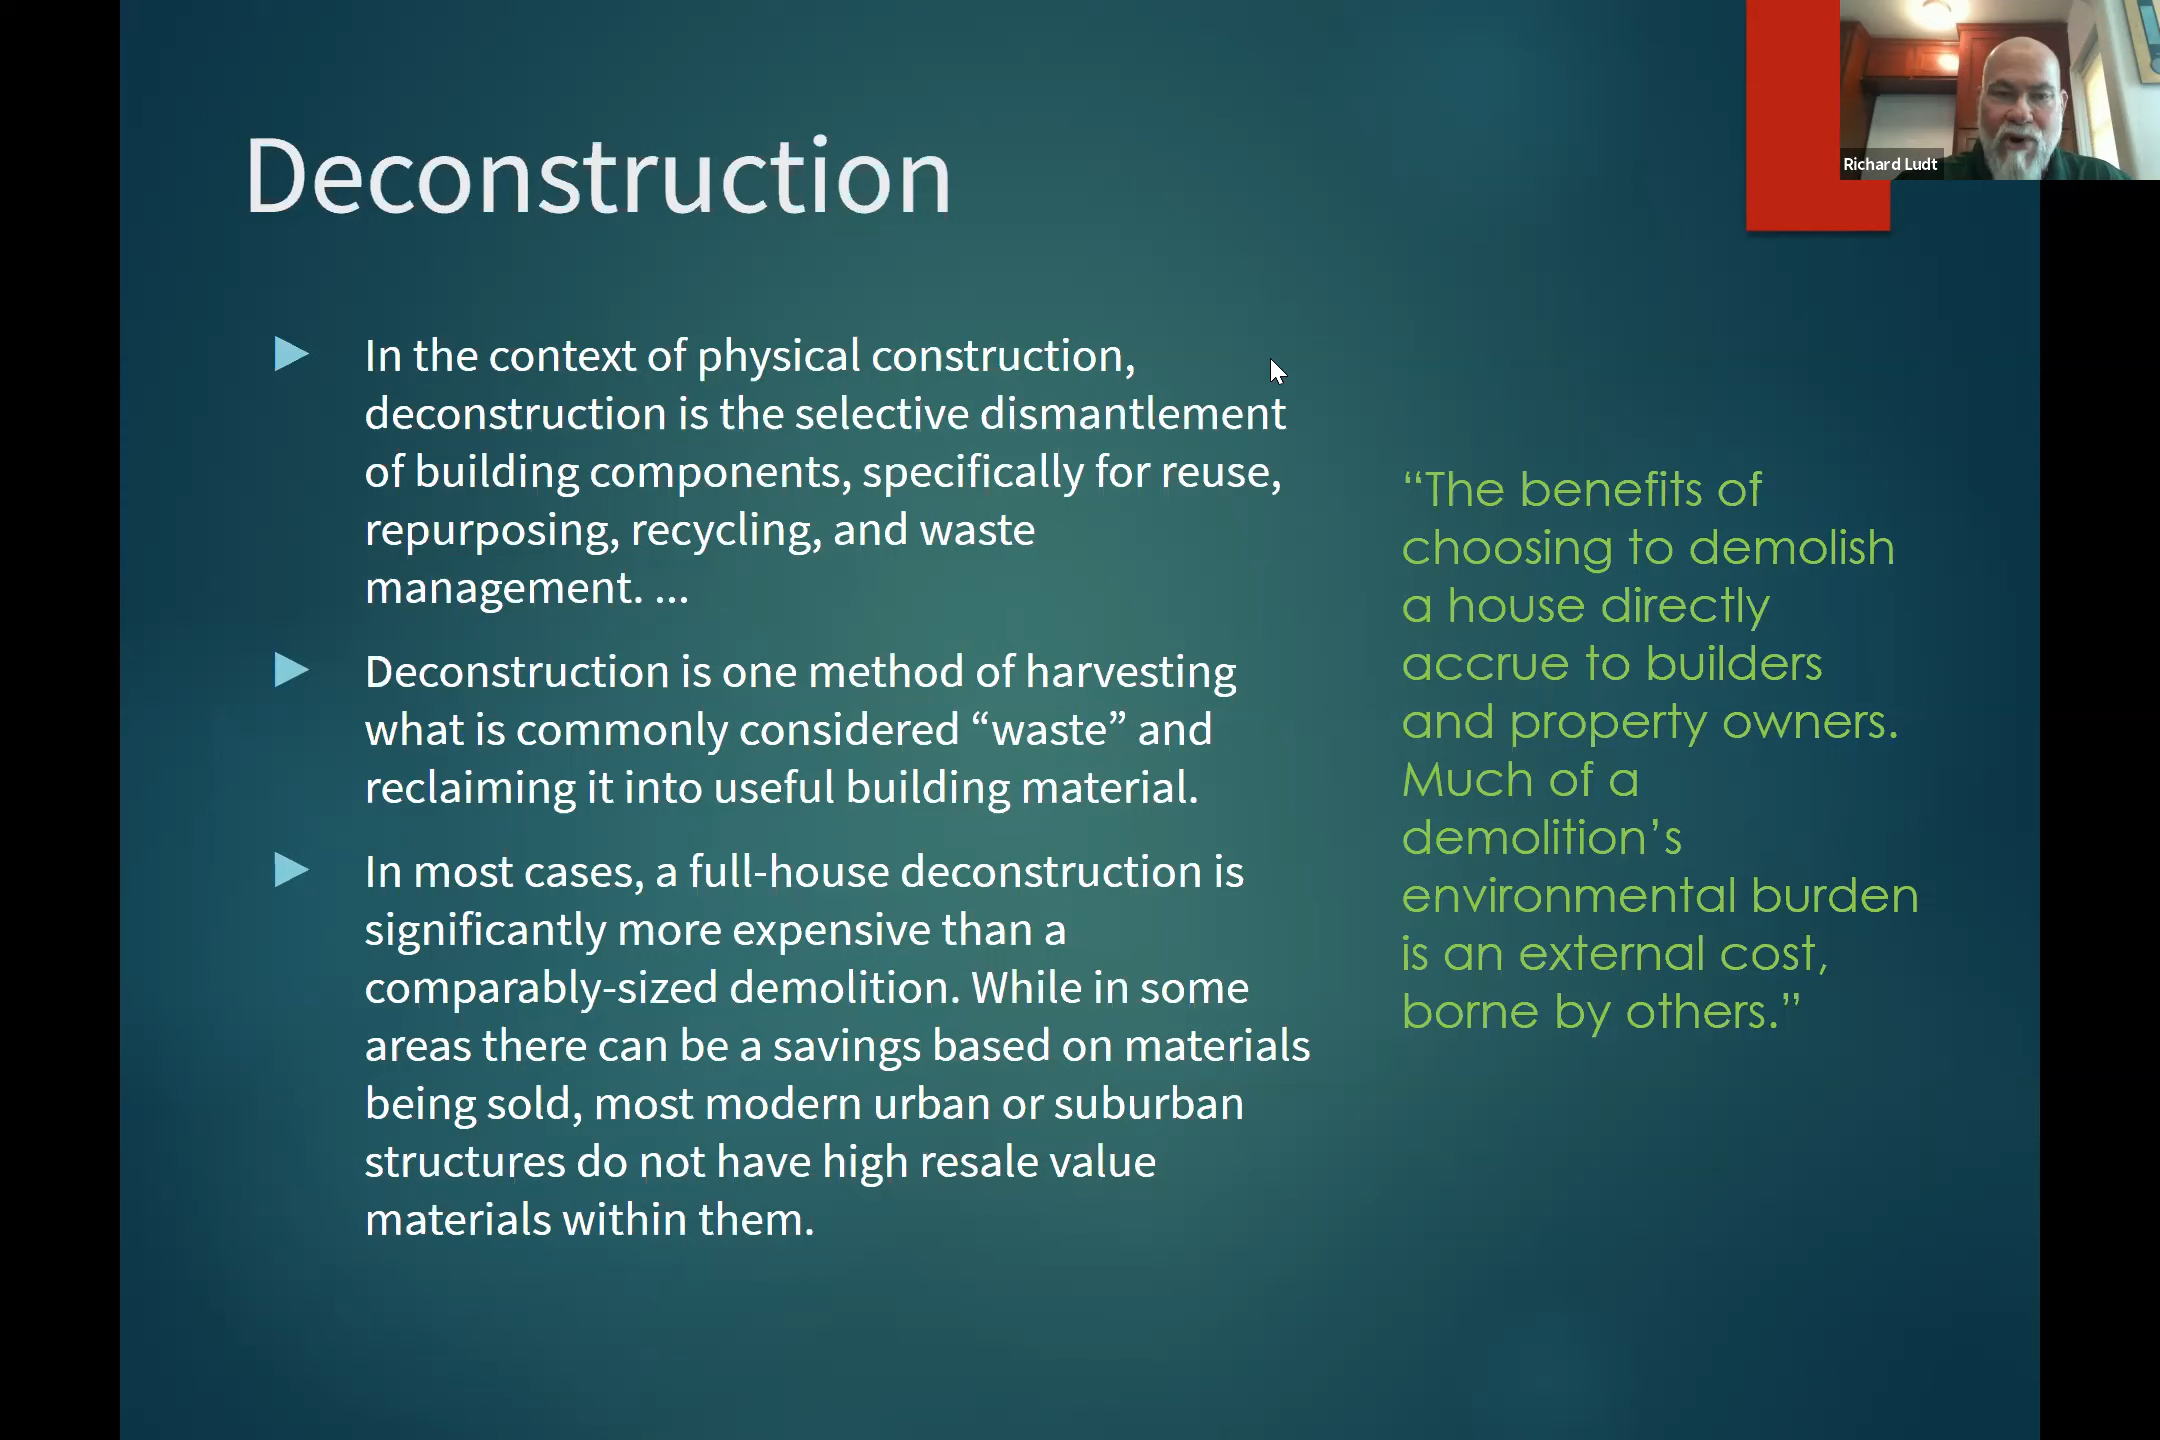 Deconstruction
Richard Ludt
In the context of physical construction,
deconstruction is the selective dismantlement
of building components, specifically for reuse,
repurposing, recycling, and waste
management. ...
Deconstruction is one method of harvesting
what is commonly considered “waste” and
reclaiming it into useful building material.
In most cases, a full-house deconstruction is
significantly more expensive than a
comparably-sized demolition. While in some
areas there can be a savings based on materials
being sold, most modern urban or suburban
structures do not have high resale value
materials within them.
“The benefits of
choosing to demolish
a house directly
accrue to builders
and property owners.
Much of a
demolition’s
environmental burden
is an external cost,
borne by others.”